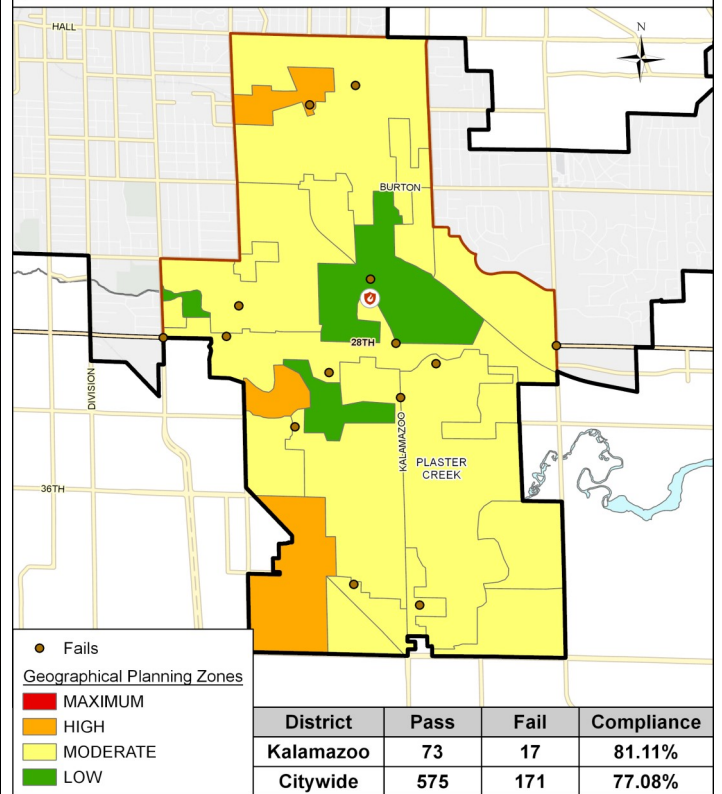 HALL
N
BURTON
28TH
DIVISION
KALAMAZOO
PLASTER
CREEK
36TH
Fails
Geographical Planning Zones
MAXIMUM
HIGH
MODERATE
LOW
District Pass Fail Compliance
Kalamazoo 73 17 81.11%
Citywide 575 171 77.08%